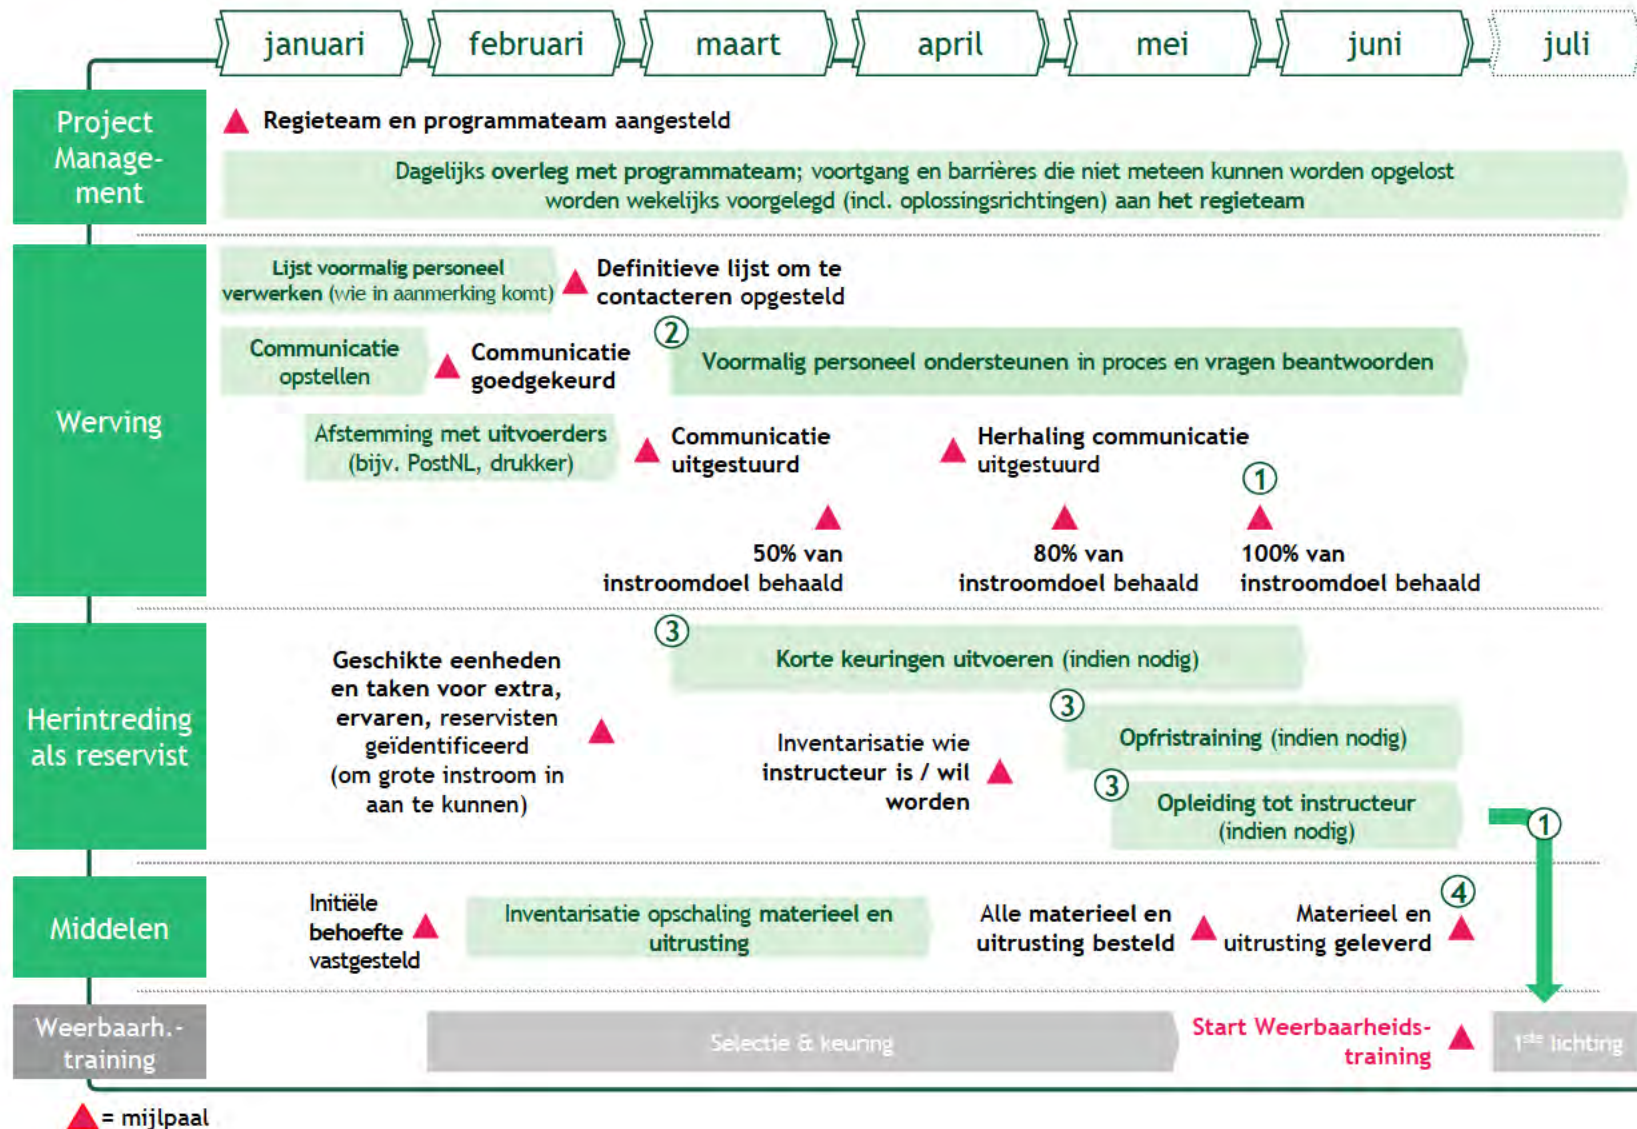 januari
februari
maart
april
mei
juni
juli
Project
Manage-
ment
Regieteam en programmateam aangesteld
Dagelijks overleg met programmateam; voortgang en barrières die niet meteen kunnen worden opgelost
worden wekelijks voorgelegd (incl. oplossingsrichtingen) aan het regieteam
Werving
Lijst voormalig personeel
verwerken (wie in aanmerking komt)
Definitieve lijst om te
contacteren opgesteld
Communicatie
opstellen
Communicatie
goedgekeurd
2
Voormalig personeel ondersteunen in proces en vragen beantwoorden
Afstemming met uitvoerders
(bijv. PostNL, drukker)
Communicatie
uitgestuurd
Herhaling communicatie
uitgestuurd
1
50% van
instroomdoel behaald
80% van
instroomdoel behaald
100% van
instroomdoel behaald
Herintreding
als reservist
Geschikte eenheden
en taken voor extra,
ervaren, reservisten
geïdentificeerd
(om grote instroom in
aan te kunnen)
3
Korte keuringen uitvoeren (indien nodig)
Inventarisatie wie
instructeur is / wil
worden
3
Opfristraining (indien nodig)
3
Opleiding tot instructeur
(indien nodig)
1
Middelen
Initiële
behoefte
vastgesteld
Inventarisatie opschaling materieel en
uitrusting
Alle materieel en
uitrusting besteld
4
Materieel en
uitrusting geleverd
Weerbaarh.-
training
Selectie & keuring
Start Weerbaarheids-
training
1ste lichting
= mijlpaal